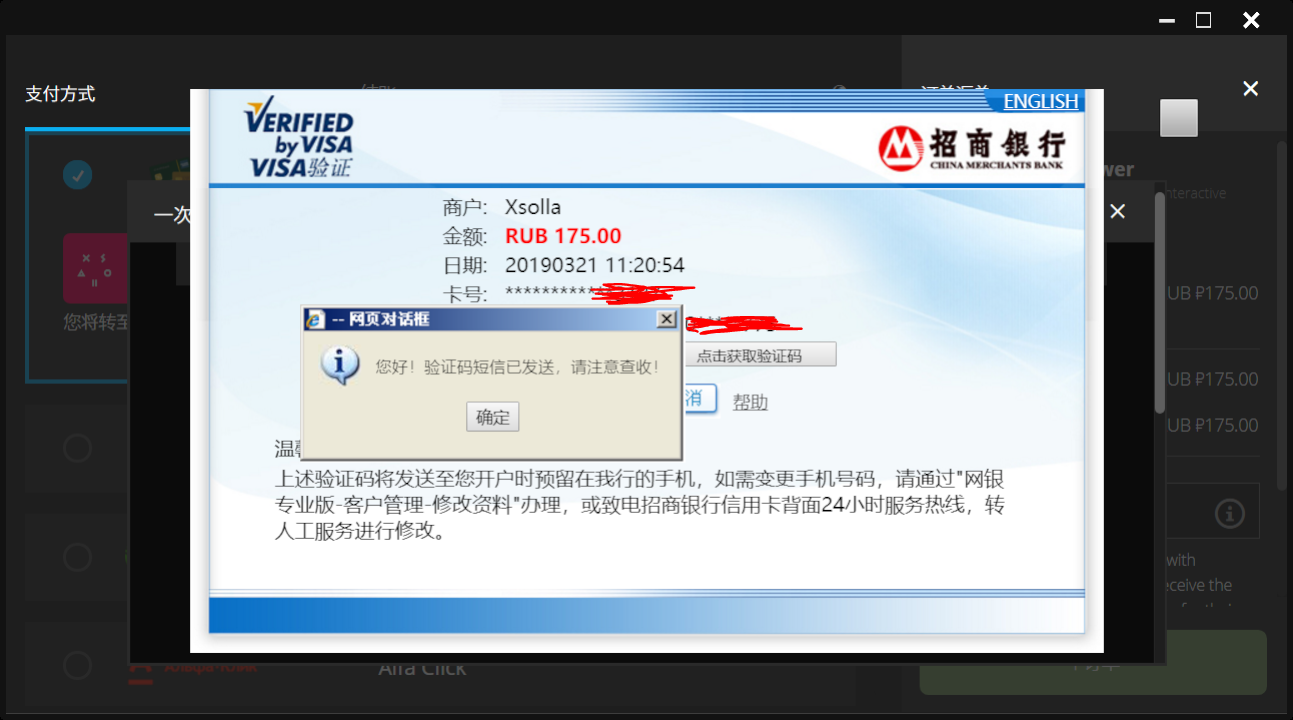 支付方式
ENGLISH
VERIFIED
by VISA
VISA验证
招商银行
CHINA MERCHANTS BANK
商户: Xsolla
金额: RUB 175.00
日期: 20190321 11:20:54
卡号: **********
-- 网页对话框
您好！验证码短信已发送，请注意查收！
确定
点击获取验证码
消
帮助
一次
wer
nteractive
您将转至
UB ₽175.00
UB ₽175.00
UB ₽175.00
温
上述验证码将发送至您开户时预留在我行的手机，如需变更手机号码，请通过"网银
专业版-客户管理-修改资料"办理，或致电招商银行信用卡背面24小时服务热线，转
人工服务进行修改。
with
eceive the
Alfa Click